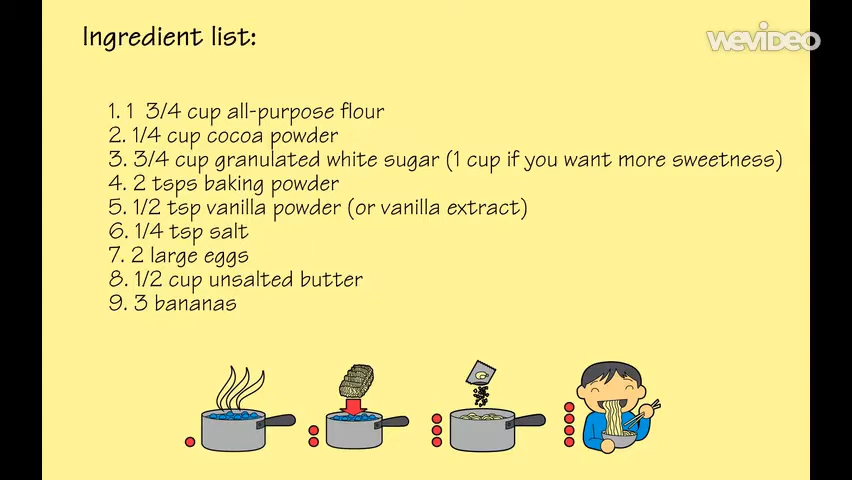 Ingredient list:
WEVIDEO
1. 1 3/4 cup all-purpose flour
2. 1/4 cup cocoa powder
3. 3/4 cup granulated white sugar (1 cup if you want more sweetness)
4. 2 tsps baking powder
5. 1/2 tsp vanilla powder (or vanilla extract)
6. 1/4 tsp salt
7. 2 large eggs
8. 1/2 cup unsalted butter
9. 3 bananas